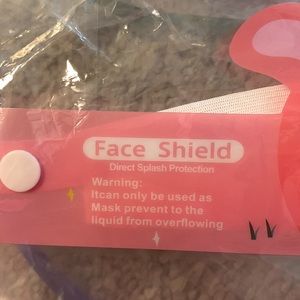 Face Shield
Direct Splash Protection
Warning:
Itcan only be used as
Mask prevent to the
liquid from overflowing